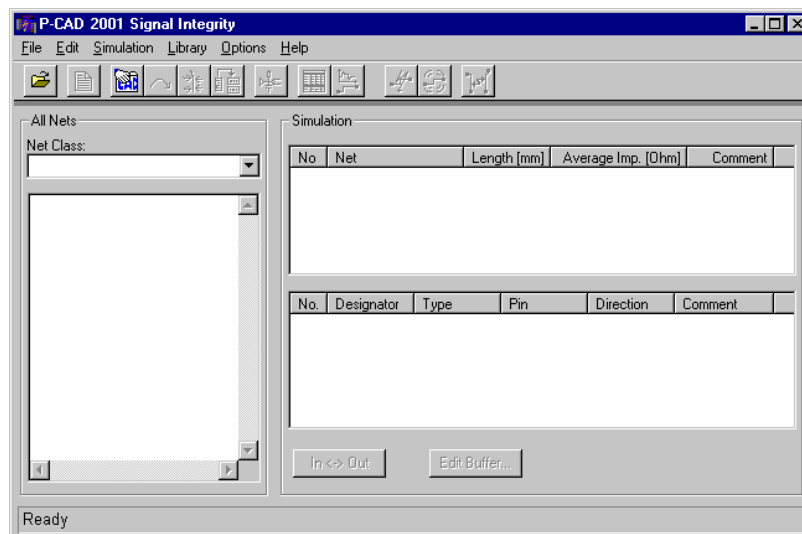 P-CAD 2001 Signal Integrity
File Edit Simulation Library Options Help
All Nets
Net Class:
Simulation
No Net Length [mm] Average Imp. [Ohm] Comment
No. Designator Type Pin Direction Comment
In <-> Out Edit Buffer...
Ready